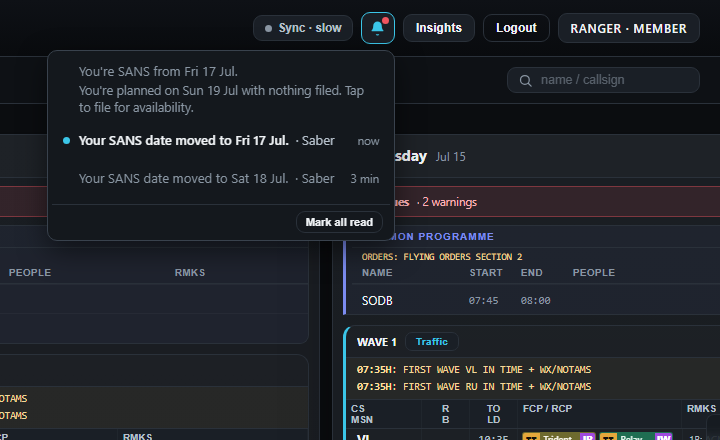 Sync · slow
Insights
Logout
RANGER · MEMBER
name / callsign
You're SANS from Fri 17 Jul.
You're planned on Sun 19 Jul with nothing filed. Tap
to file for availability.
Your SANS date moved to Fri 17 Jul. · Saber now
Your SANS date moved to Sat 18 Jul. · Saber 3 min
Mark all read
sday Jul 15
ues · 2 warnings
ON PROGRAMME
ORDERS: FLYING ORDERS SECTION 2
PEOPLE RMKS
NAME START END PEOPLE
SODB 07:45 08:00
WAVE 1 Traffic
07:35H: FIRST WAVE VL IN TIME + WX/NOTAMS
07:35H: FIRST WAVE RU IN TIME + WX/NOTAMS
OTAMS
OTAMS
CS R TO FCP / RCP RMKS
MSN B LD
RMKS
VL 10:35 Trident Relay